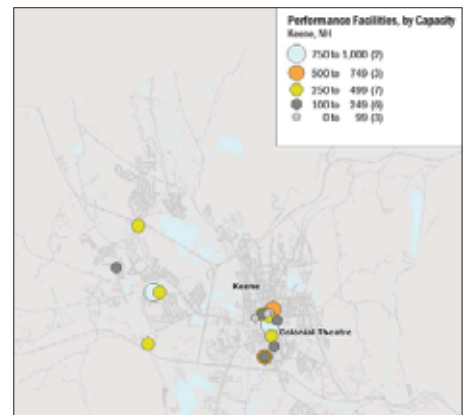 Performance Facilities, by Capacity
Keene, NH
750 to 1,000 (2)
500 to 749 (3)
250 to 499 (7)
100 to 249 (6)
0 to 99 (3)
Keene
Colonial Theatre